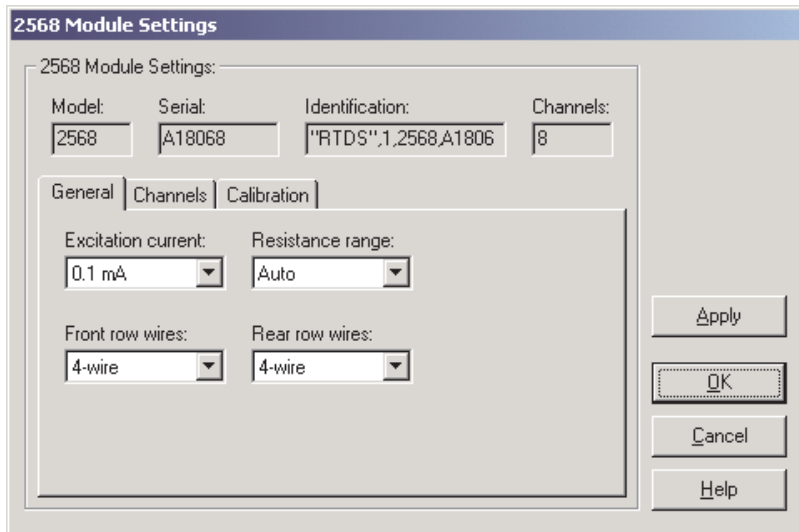 2568 Module Settings
2568 Module Settings:
Model: Serial: Identification: Channels:
2568 A18068 "RTDS",1,2568,A1806 8
General Channels Calibration
Excitation current: Resistance range:
0.1 mA Auto
Front row wires: Rear row wires:
4-wire 4-wire
Apply
OK
Cancel
Help